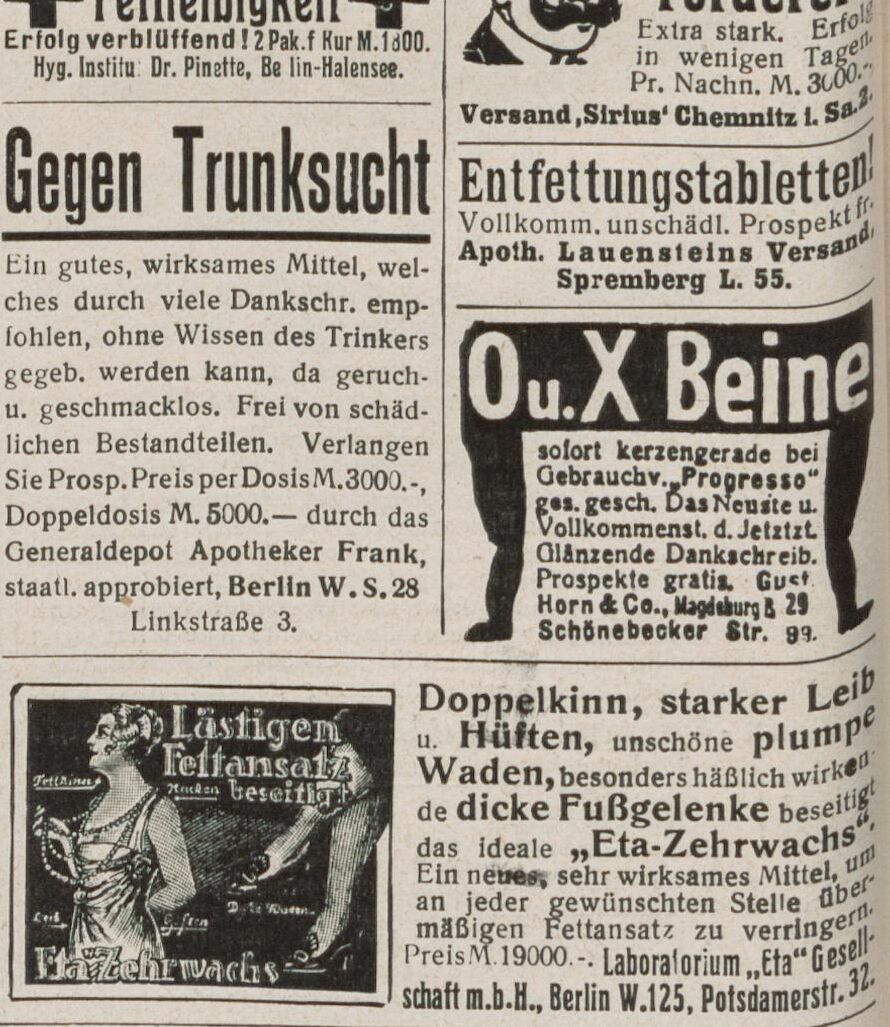 Erfolg verblüffend! 2 Pak.f Kur M.1800.
Hyg. Institu Dr. Pinette, Be lin-Halensee.
Gegen Trunksucht
Ein gutes, wirksames Mittel, wel-
ches durch viele Dankschr. emp-
fohlen, ohne Wissen des Trinkers
gegeb. werden kann, da geruch-
u. geschmacklos. Frei von schäd-
lichen Bestandteilen. Verlangen
Sie Prosp. Preis per Dosis M.3000.-,
Doppeldosis M. 5000.— durch das
Generaldepot Apotheker Frank,
staatl. approbiert, Berlin W. S. 28
Linkstraße 3.
Extra stark. Erfolg
in wenigen Tagen.
Pr. Nachn. M. 3000.-.
Versand ‚Sirius' Chemnitz i. Sa.2.
Entfettungstabletten!
Vollkomm. unschädl. Prospekt fr.
Apoth. Lauensteins Versand,
Spremberg L. 55.
O u. X Beine
sofort kerzengerade bei
Gebrauch v. „Progresso“
ges. gesch. Das Neuste u.
Vollkommenst. d. Jetztzt.
Glänzende Dankschreib.
Prospekte gratis. Gust.
Horn & Co., Magdeburg B. 29
Schönebecker Str. 99.
Lästigen
Fettansatz
beseitigt
Fettkinn
Nacken
Leib
Hüften
Dicke Waden
Eta-Zehrwachs
Doppelkinn, starker Leib
u. Hüften, unschöne plumpe
Waden, besonders häßlich wirken-
de dicke Fußgelenke beseitigt
das ideale „Eta-Zehrwachs“.
Ein neues, sehr wirksames Mittel, um
an jeder gewünschten Stelle über-
mäßigen Fettansatz zu verringern.
Preis M. 19000.-. Laboratorium „Eta“ Gesell-
schaft m.b.H., Berlin W.125, Potsdamerstr. 32.